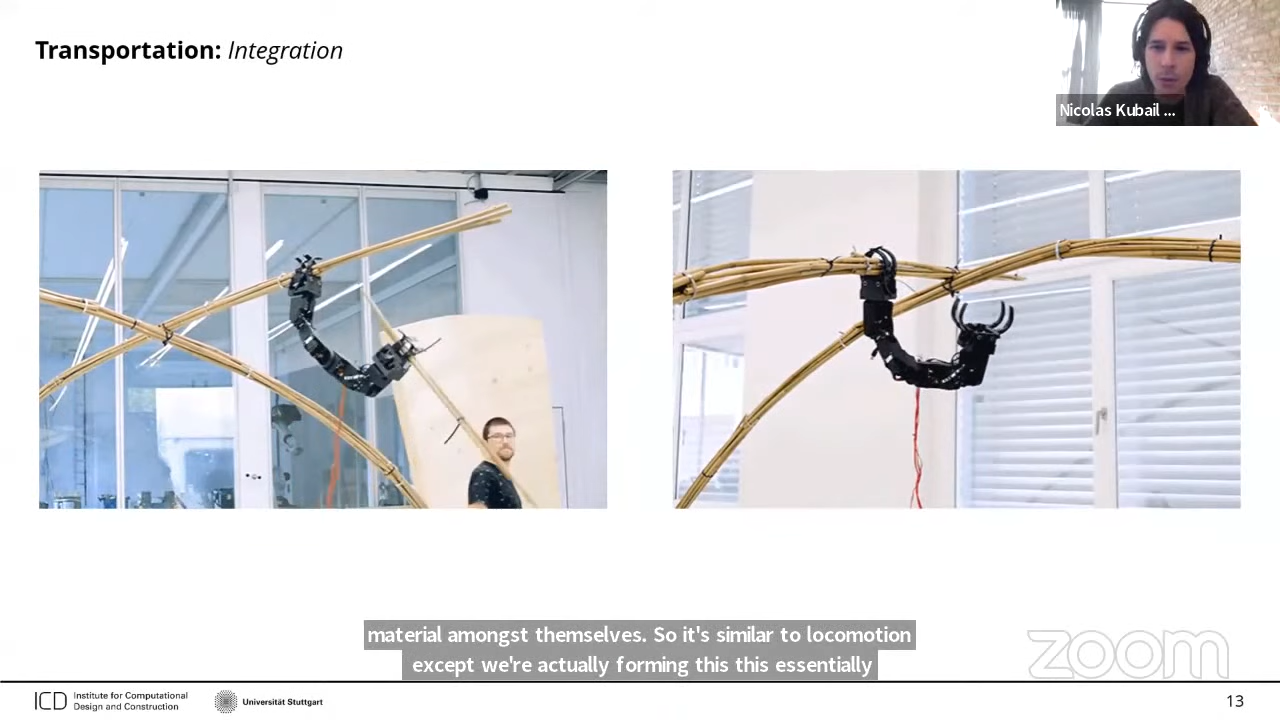 Transportation: Integration
Nicolas Kubail ...
material amongst themselves. So it's similar to locomotion
except we're actually forming this this essentially
zoom
ICD Institute for Computational
Design and Construction
Universität Stuttgart
13